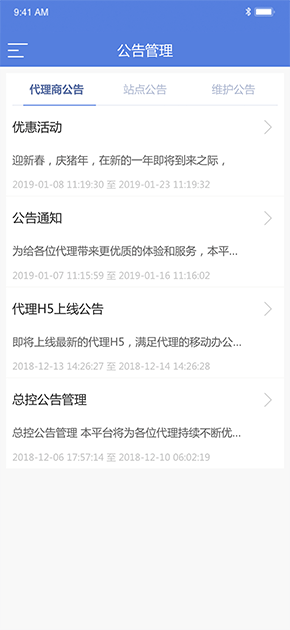 9:41 AM
公告管理
代理商公告 站点公告 维护公告
优惠活动
迎新春，庆猪年，在新的一年即将到来之际，
2019-01-08 11:19:30 至 2019-01-23 11:19:32
公告通知
为给各位代理带来更优质的体验和服务，本平...
2019-01-07 11:15:59 至 2019-01-16 11:16:02
代理H5上线公告
即将上线最新的代理H5，满足代理的移动办公...
2018-12-13 14:26:27 至 2018-12-14 14:26:28
总控公告管理
总控公告管理 本平台将为各位代理持续不断优...
2018-12-06 17:57:14 至 2018-12-10 06:02:19